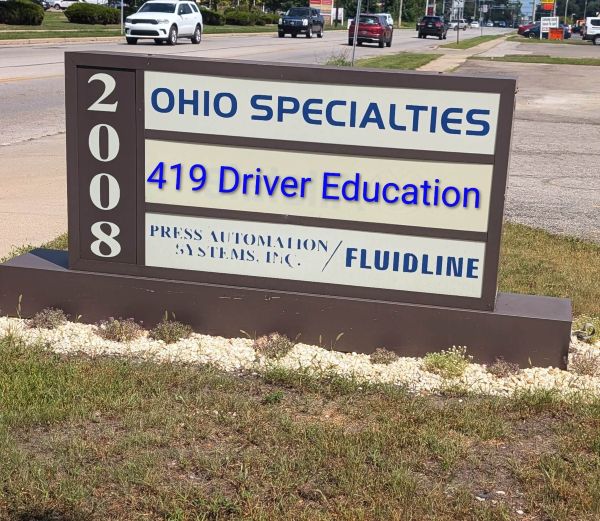 2008
OHIO SPECIALTIES
419 Driver Education
PRESS AUTOMATION
SYSTEMS, INC. / FLUIDLINE